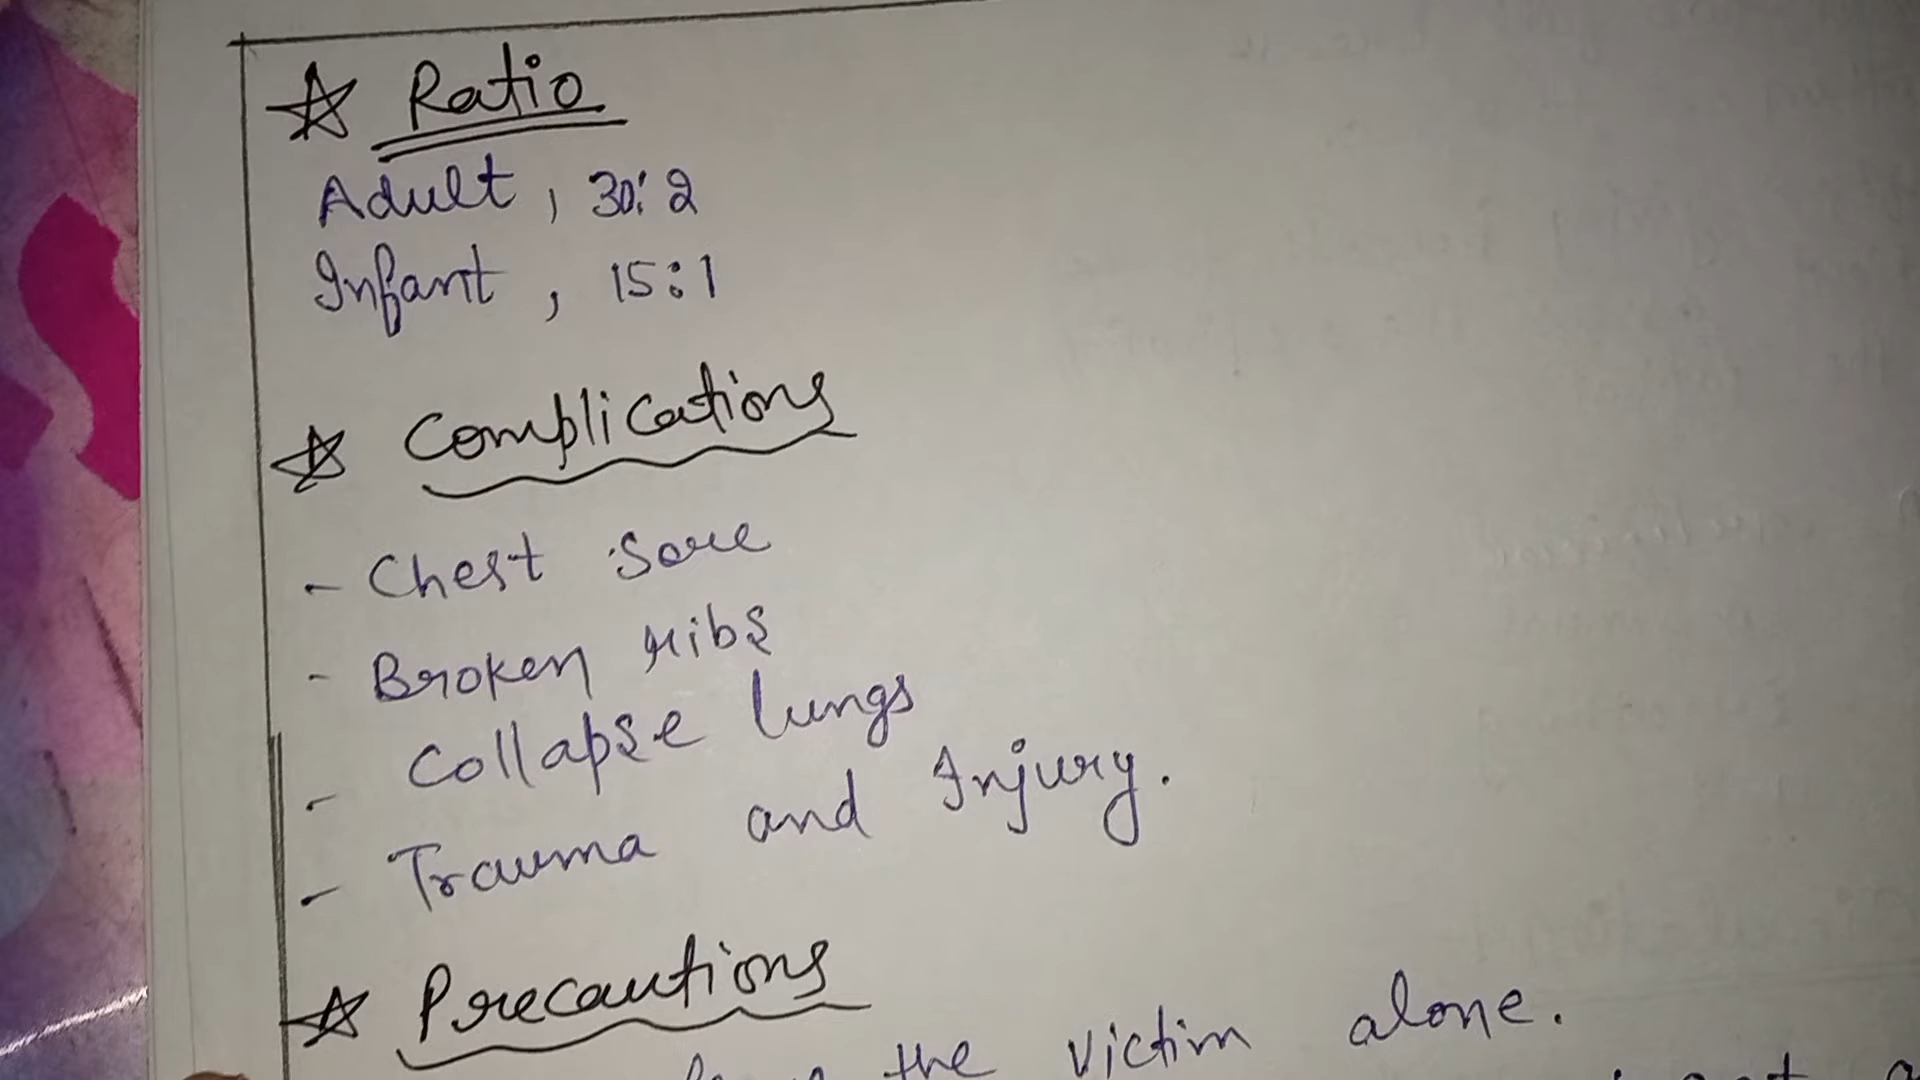 Ratio
Adult, 30:2
Infant, 15:1
Complications
- Chest sore
- Broken ribs
- Collapse lungs
- Trauma and Injury.
Precautions
the victim alone.